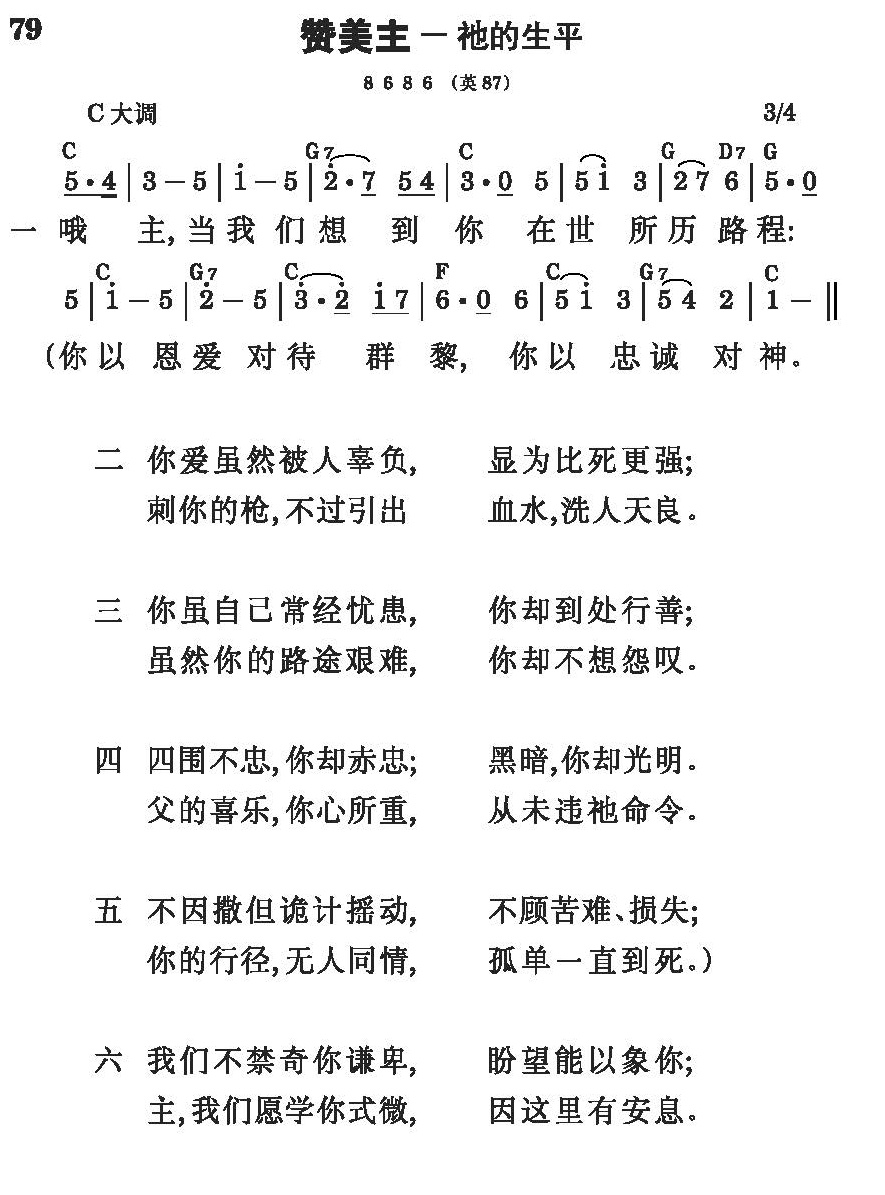 79
赞美主－祂的生平
8 6 8 6 (英87)
C大调 3/4
C G7 C G D7 G
5·4 | 3 － 5 | i － 5 | 2̇·7 5 4 | 3·0 5 | 5 i 3 | 2 7 6 | 5·0
一 哦 主, 当 我 们 想 到 你 在 世 所 历 路 程:
C G7 C F C G7 C
5 | i － 5 | 2̇ － 5 | 3̇·2̇ i 7 | 6·0 6 | 5 i 3 | 5 4 2 | 1 － ‖
(你 以 恩 爱 对 待 群 黎, 你 以 忠 诚 对 神。
二 你爱虽然被人辜负, 显为比死更强;
刺你的枪,不过引出 血水,洗人天良。
三 你虽自己常经忧患, 你却到处行善;
虽然你的路途艰难, 你却不想怨叹。
四 四围不忠,你却赤忠; 黑暗,你却光明。
父的喜乐,你心所重, 从未违祂命令。
五 不因撒但诡计摇动, 不顾苦难、损失;
你的行径,无人同情, 孤单一直到死。)
六 我们不禁奇你谦卑, 盼望能以象你;
主,我们愿学你式微, 因这里有安息。